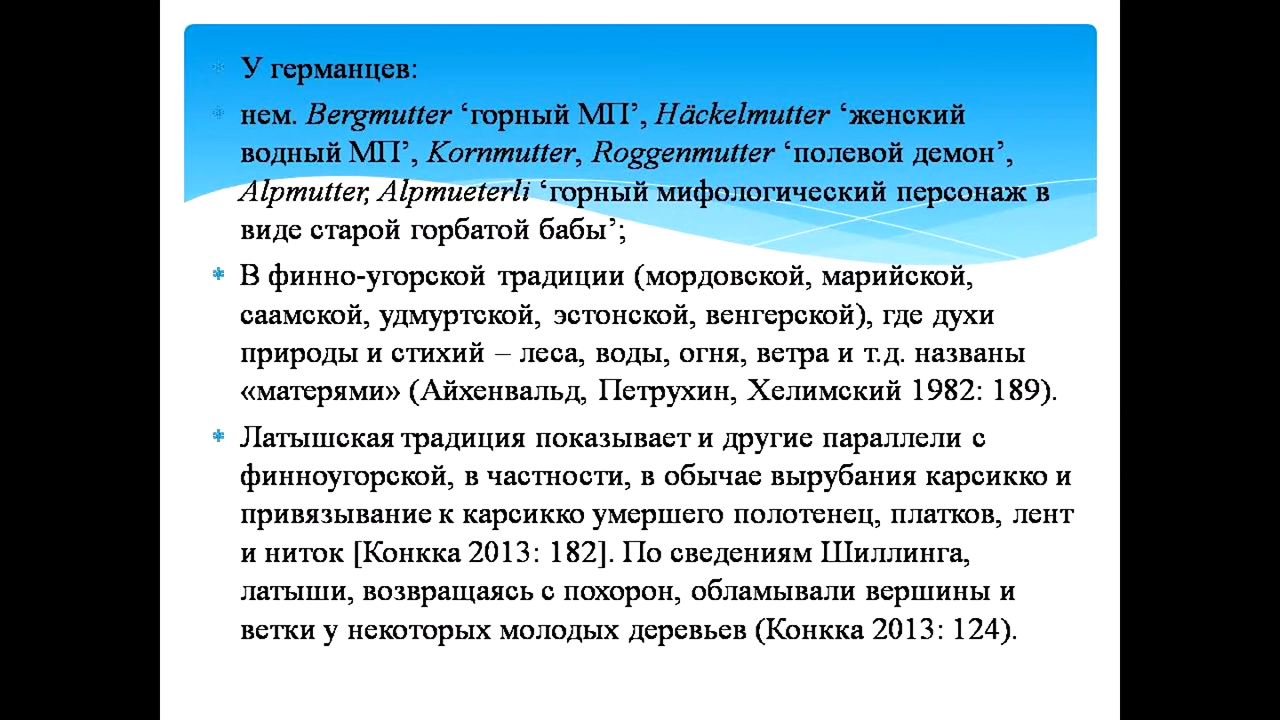 У германцев:
нем. Bergmutter ‘горный МП’, Häckelmutter ‘женский
водный МП’, Kornmutter, Roggenmutter ‘полевой демон’,
Alpmutter, Alpmueterli ‘горный мифологический персонаж в
виде старой горбатой бабы’;
В финно-угорской традиции (мордовской, марийской,
саамской, удмуртской, эстонской, венгерской), где духи
природы и стихий – леса, воды, огня, ветра и т.д. названы
«матерями» (Айхенвальд, Петрухин, Хелимский 1982: 189).
Латышская традиция показывает и другие параллели с
финноугорской, в частности, в обычае вырубания карсикко и
привязывание к карсикко умершего полотенец, платков, лент
и ниток [Конкка 2013: 182]. По сведениям Шиллинга,
латыши, возвращаясь с похорон, обламывали вершины и
ветки у некоторых молодых деревьев (Конкка 2013: 124).